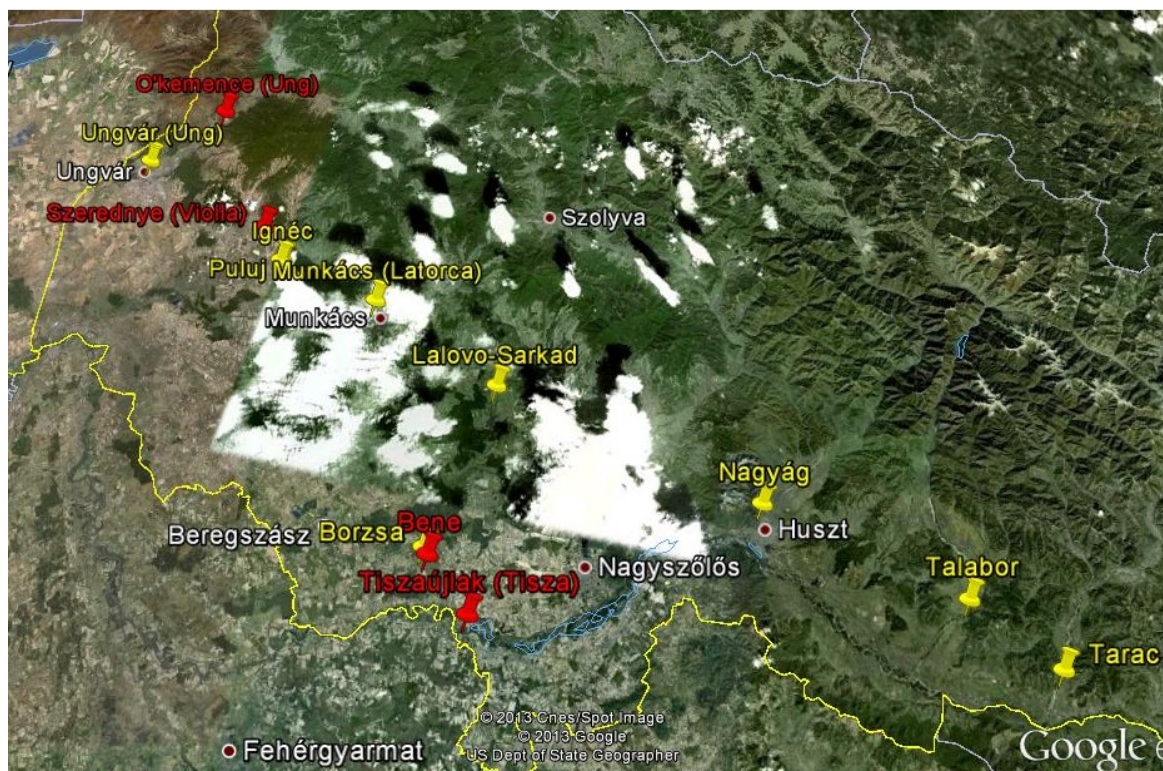 O'kemence (Ung)
Ungvár (Ung)
Ungvár
Szerednye (Viola)
Ignéc
Szolyva
Puluj Munkács (Latorca)
Munkács
Lalovo-Sarkad
Nagyág
Huszt
Bene
Beregszász Borzsa
Nagyszőlős
Talabor
Tiszaújlak (Tisza)
Tarac
© 2013 Cnes/Spot Image
© 2013 Google
US Dept of State Geographer
Fehérgyarmat
Google e